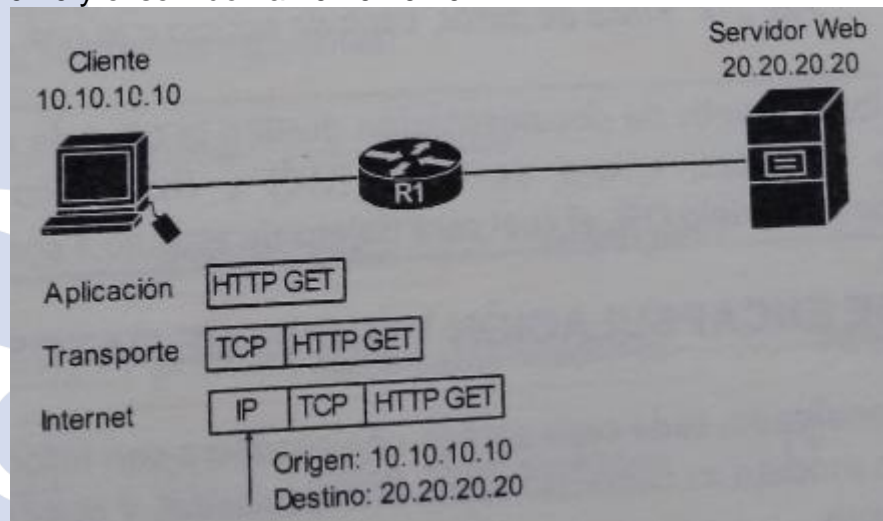 Servidor Web
20.20.20.20
Cliente
10.10.10.10
R1
Aplicación HTTP GET
Transporte TCP HTTP GET
Internet IP TCP HTTP GET
Origen: 10.10.10.10
Destino: 20.20.20.20